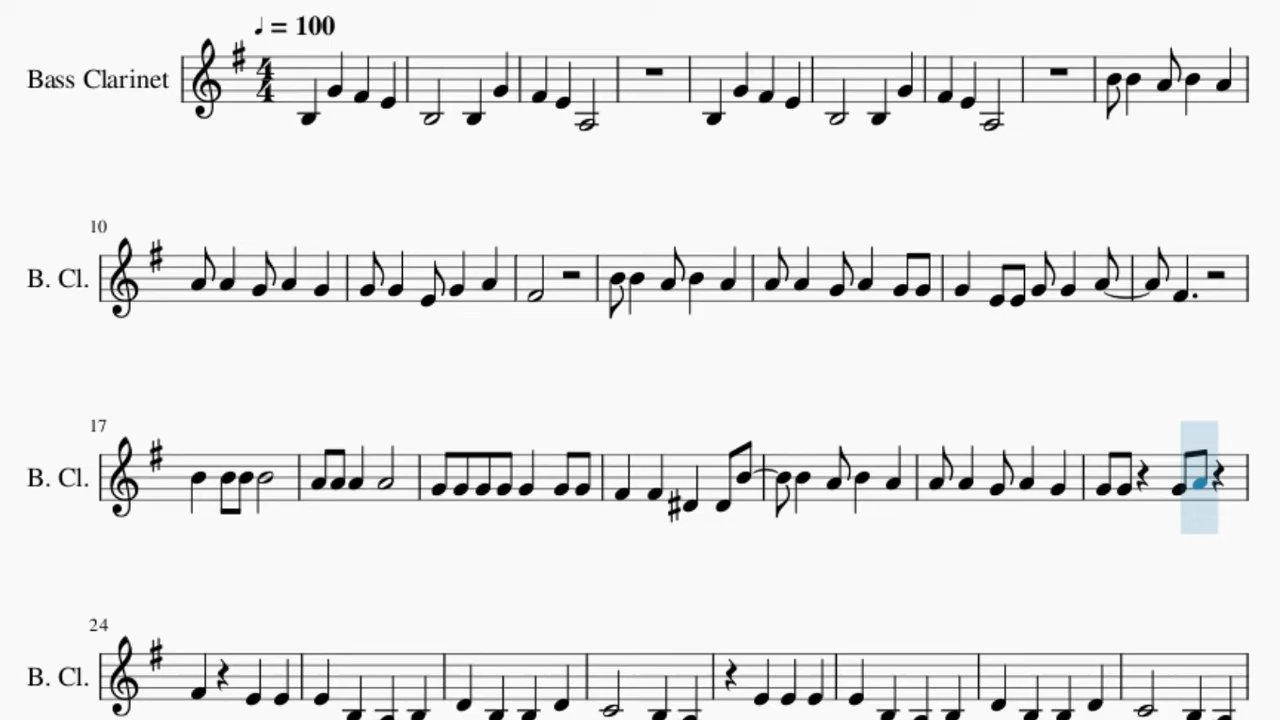 ♩ = 100
Bass Clarinet
4
4
10
B. Cl.
17
B. Cl.
24
B. Cl.